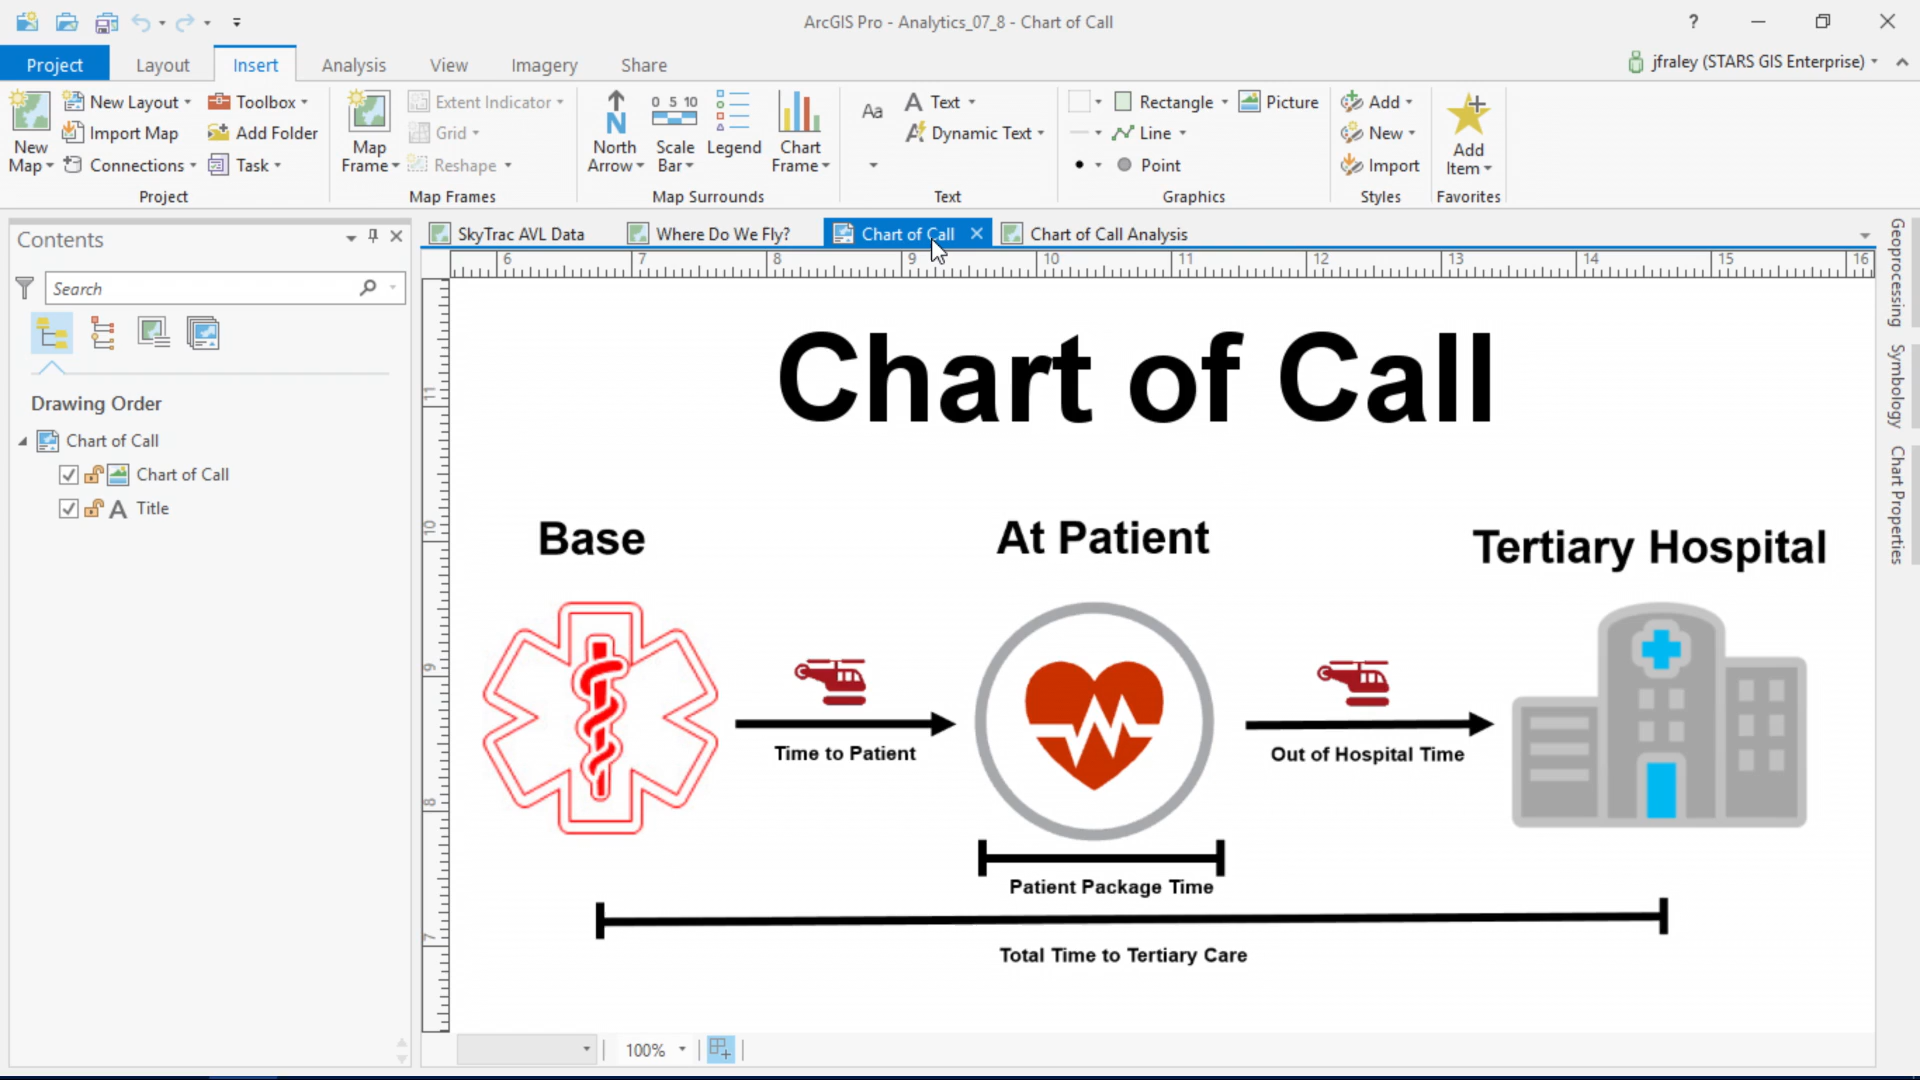 ArcGIS Pro - Analytics_07_8 - Chart of Call
?
Project
Layout
Insert
Analysis
View
Imagery
Share
jfraley (STARS GIS Enterprise)
New Map
New Layout
Import Map
Connections
Toolbox
Add Folder
Task
Project
Map Frame
Extent Indicator
Grid
Reshape
Map Frames
N
North Arrow
0 5 10
Scale Bar
Legend
Chart Frame
Map Surrounds
Aa
A Text
Dynamic Text
Text
Rectangle
Picture
Line
Point
Graphics
Add
New
Import
Styles
Add Item
Favorites
Contents
Search
Drawing Order
Chart of Call
Chart of Call
A Title
SkyTrac AVL Data
Where Do We Fly?
Chart of Call
Chart of Call Analysis
6 7 8 9 10 11 12 13 14 15 16
11
10
9
8
7
Chart of Call
Base
At Patient
Tertiary Hospital
Time to Patient
Out of Hospital Time
Patient Package Time
Total Time to Tertiary Care
100%
Geoprocessing
Symbology
Chart Properties